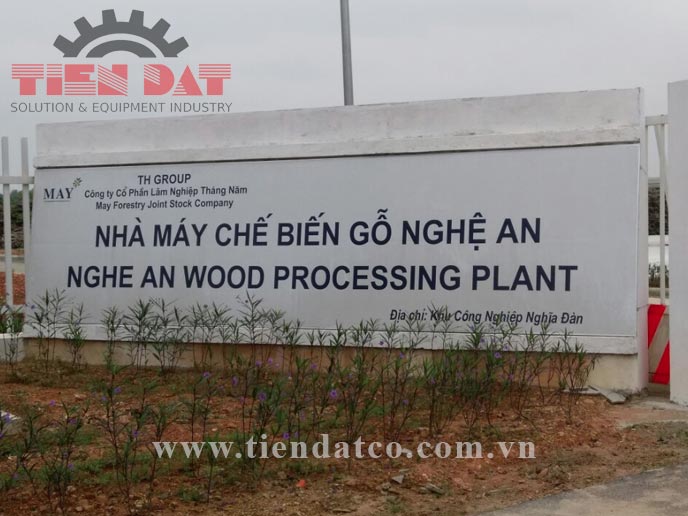 TIEN DAT
SOLUTION & EQUIPMENT INDUSTRY
MAY
TH GROUP
Công ty Cổ Phần Lâm Nghiệp Tháng Năm
May Forestry Joint Stock Company
NHÀ MÁY CHẾ BIẾN GỖ NGHỆ AN
NGHE AN WOOD PROCESSING PLANT
Địa chỉ: Khu Công Nghiệp Nghĩa Đàn
www.tiendatco.com.vn